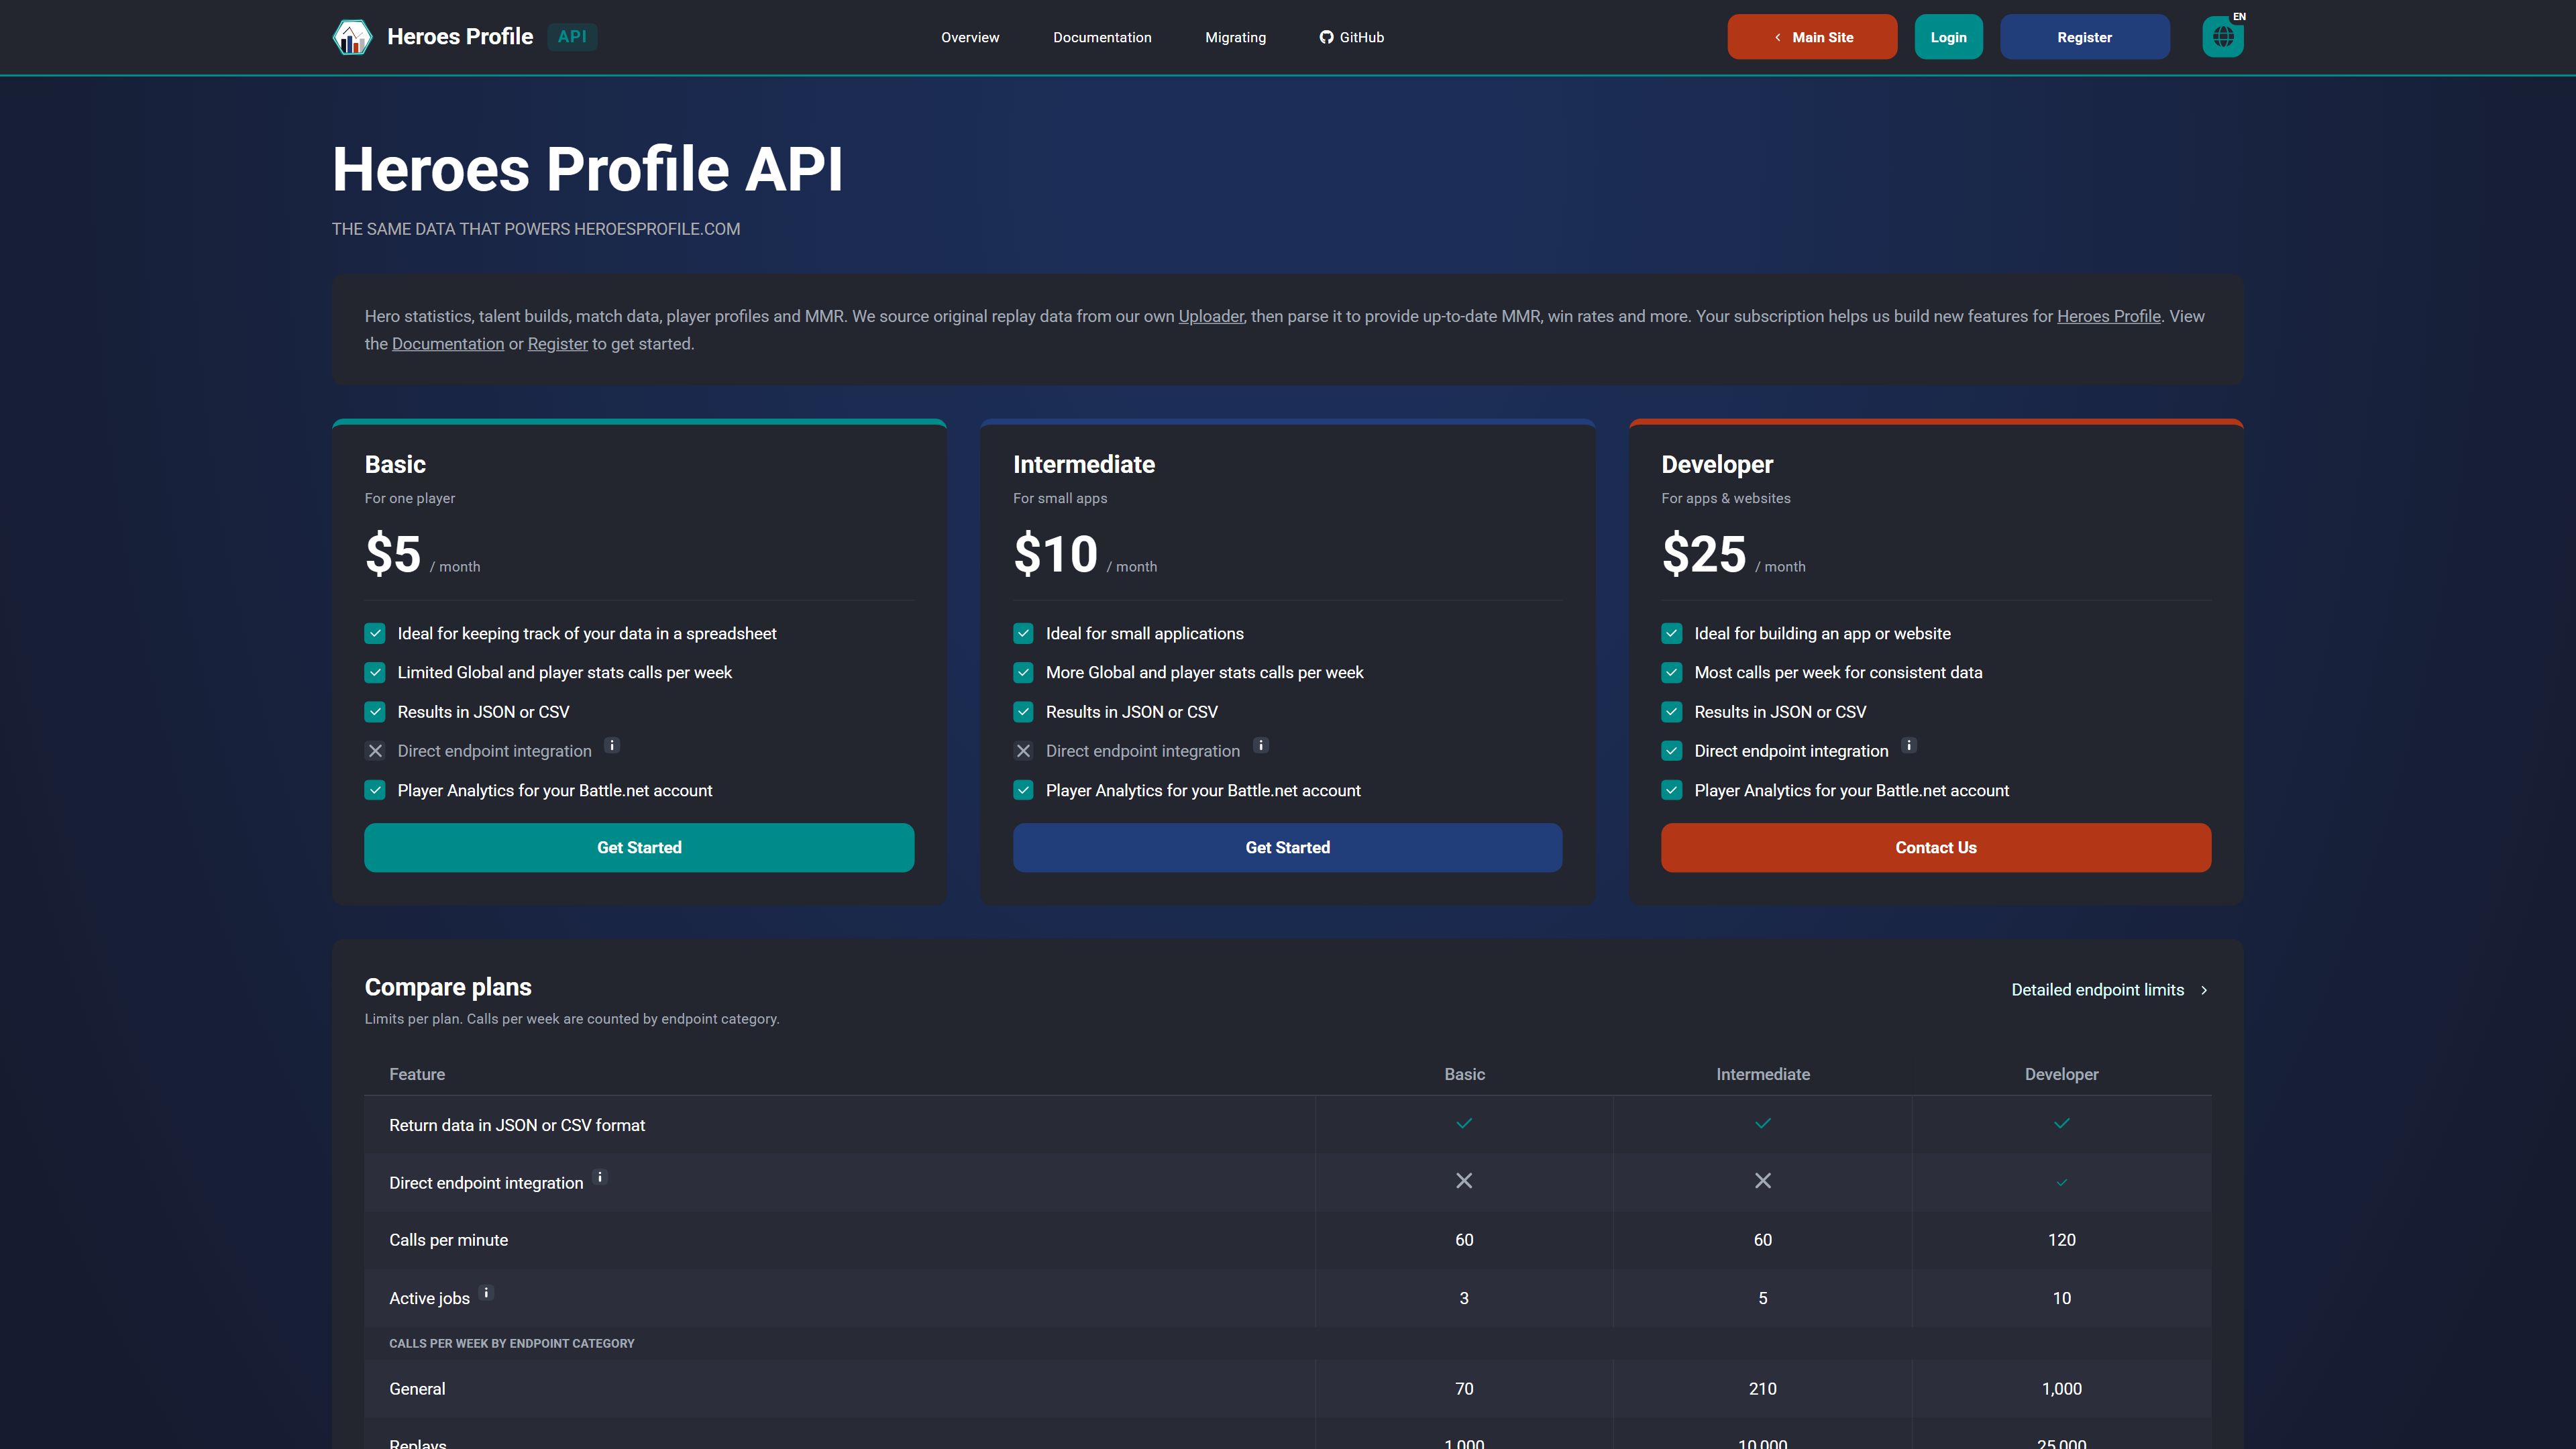 Heroes Profile API
Overview
Documentation
Migrating
GitHub
Main Site
Login
Register
EN
Heroes Profile API
THE SAME DATA THAT POWERS HEROESPROFILE.COM
Hero statistics, talent builds, match data, player profiles and MMR. We source original replay data from our own Uploader, then parse it to provide up-to-date MMR, win rates and more. Your subscription helps us build new features for Heroes Profile. View
the Documentation or Register to get started.
Basic
For one player
$5 / month
Ideal for keeping track of your data in a spreadsheet
Limited Global and player stats calls per week
Results in JSON or CSV
Direct endpoint integration i
Player Analytics for your Battle.net account
Get Started
Intermediate
For small apps
$10 / month
Ideal for small applications
More Global and player stats calls per week
Results in JSON or CSV
Direct endpoint integration i
Player Analytics for your Battle.net account
Get Started
Developer
For apps & websites
$25 / month
Ideal for building an app or website
Most calls per week for consistent data
Results in JSON or CSV
Direct endpoint integration i
Player Analytics for your Battle.net account
Contact Us
Compare plans
Detailed endpoint limits
Limits per plan. Calls per week are counted by endpoint category.
Feature Basic Intermediate Developer
Return data in JSON or CSV format
Direct endpoint integration i
Calls per minute 60 60 120
Active jobs i 3 5 10
CALLS PER WEEK BY ENDPOINT CATEGORY
General 70 210 1,000
Replays 1,000 10,000 25,000